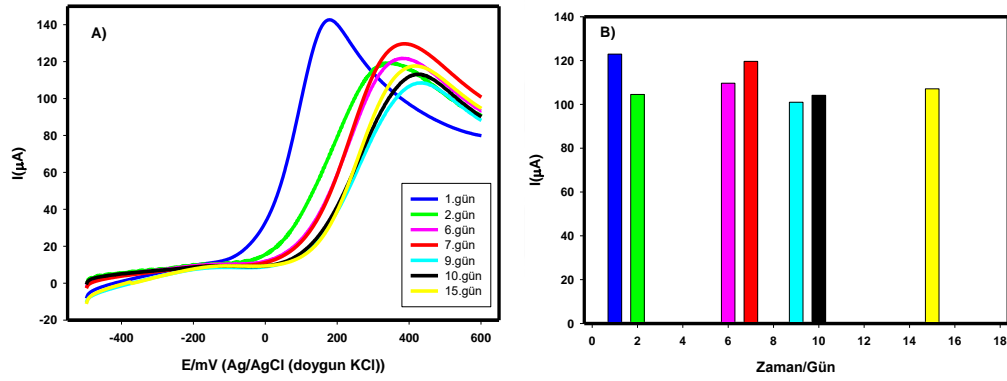 A)
I(µA)
140
120
100
80
60
40
20
0
-20
-400 -200 0 200 400 600
E/mV (Ag/AgCl (doygun KCl))
1.gün
2.gün
6.gün
7.gün
9.gün
10.gün
15.gün
B)
I(µA)
140
120
100
80
60
40
20
0
0 2 4 6 8 10 12 14 16 18
Zaman/Gün